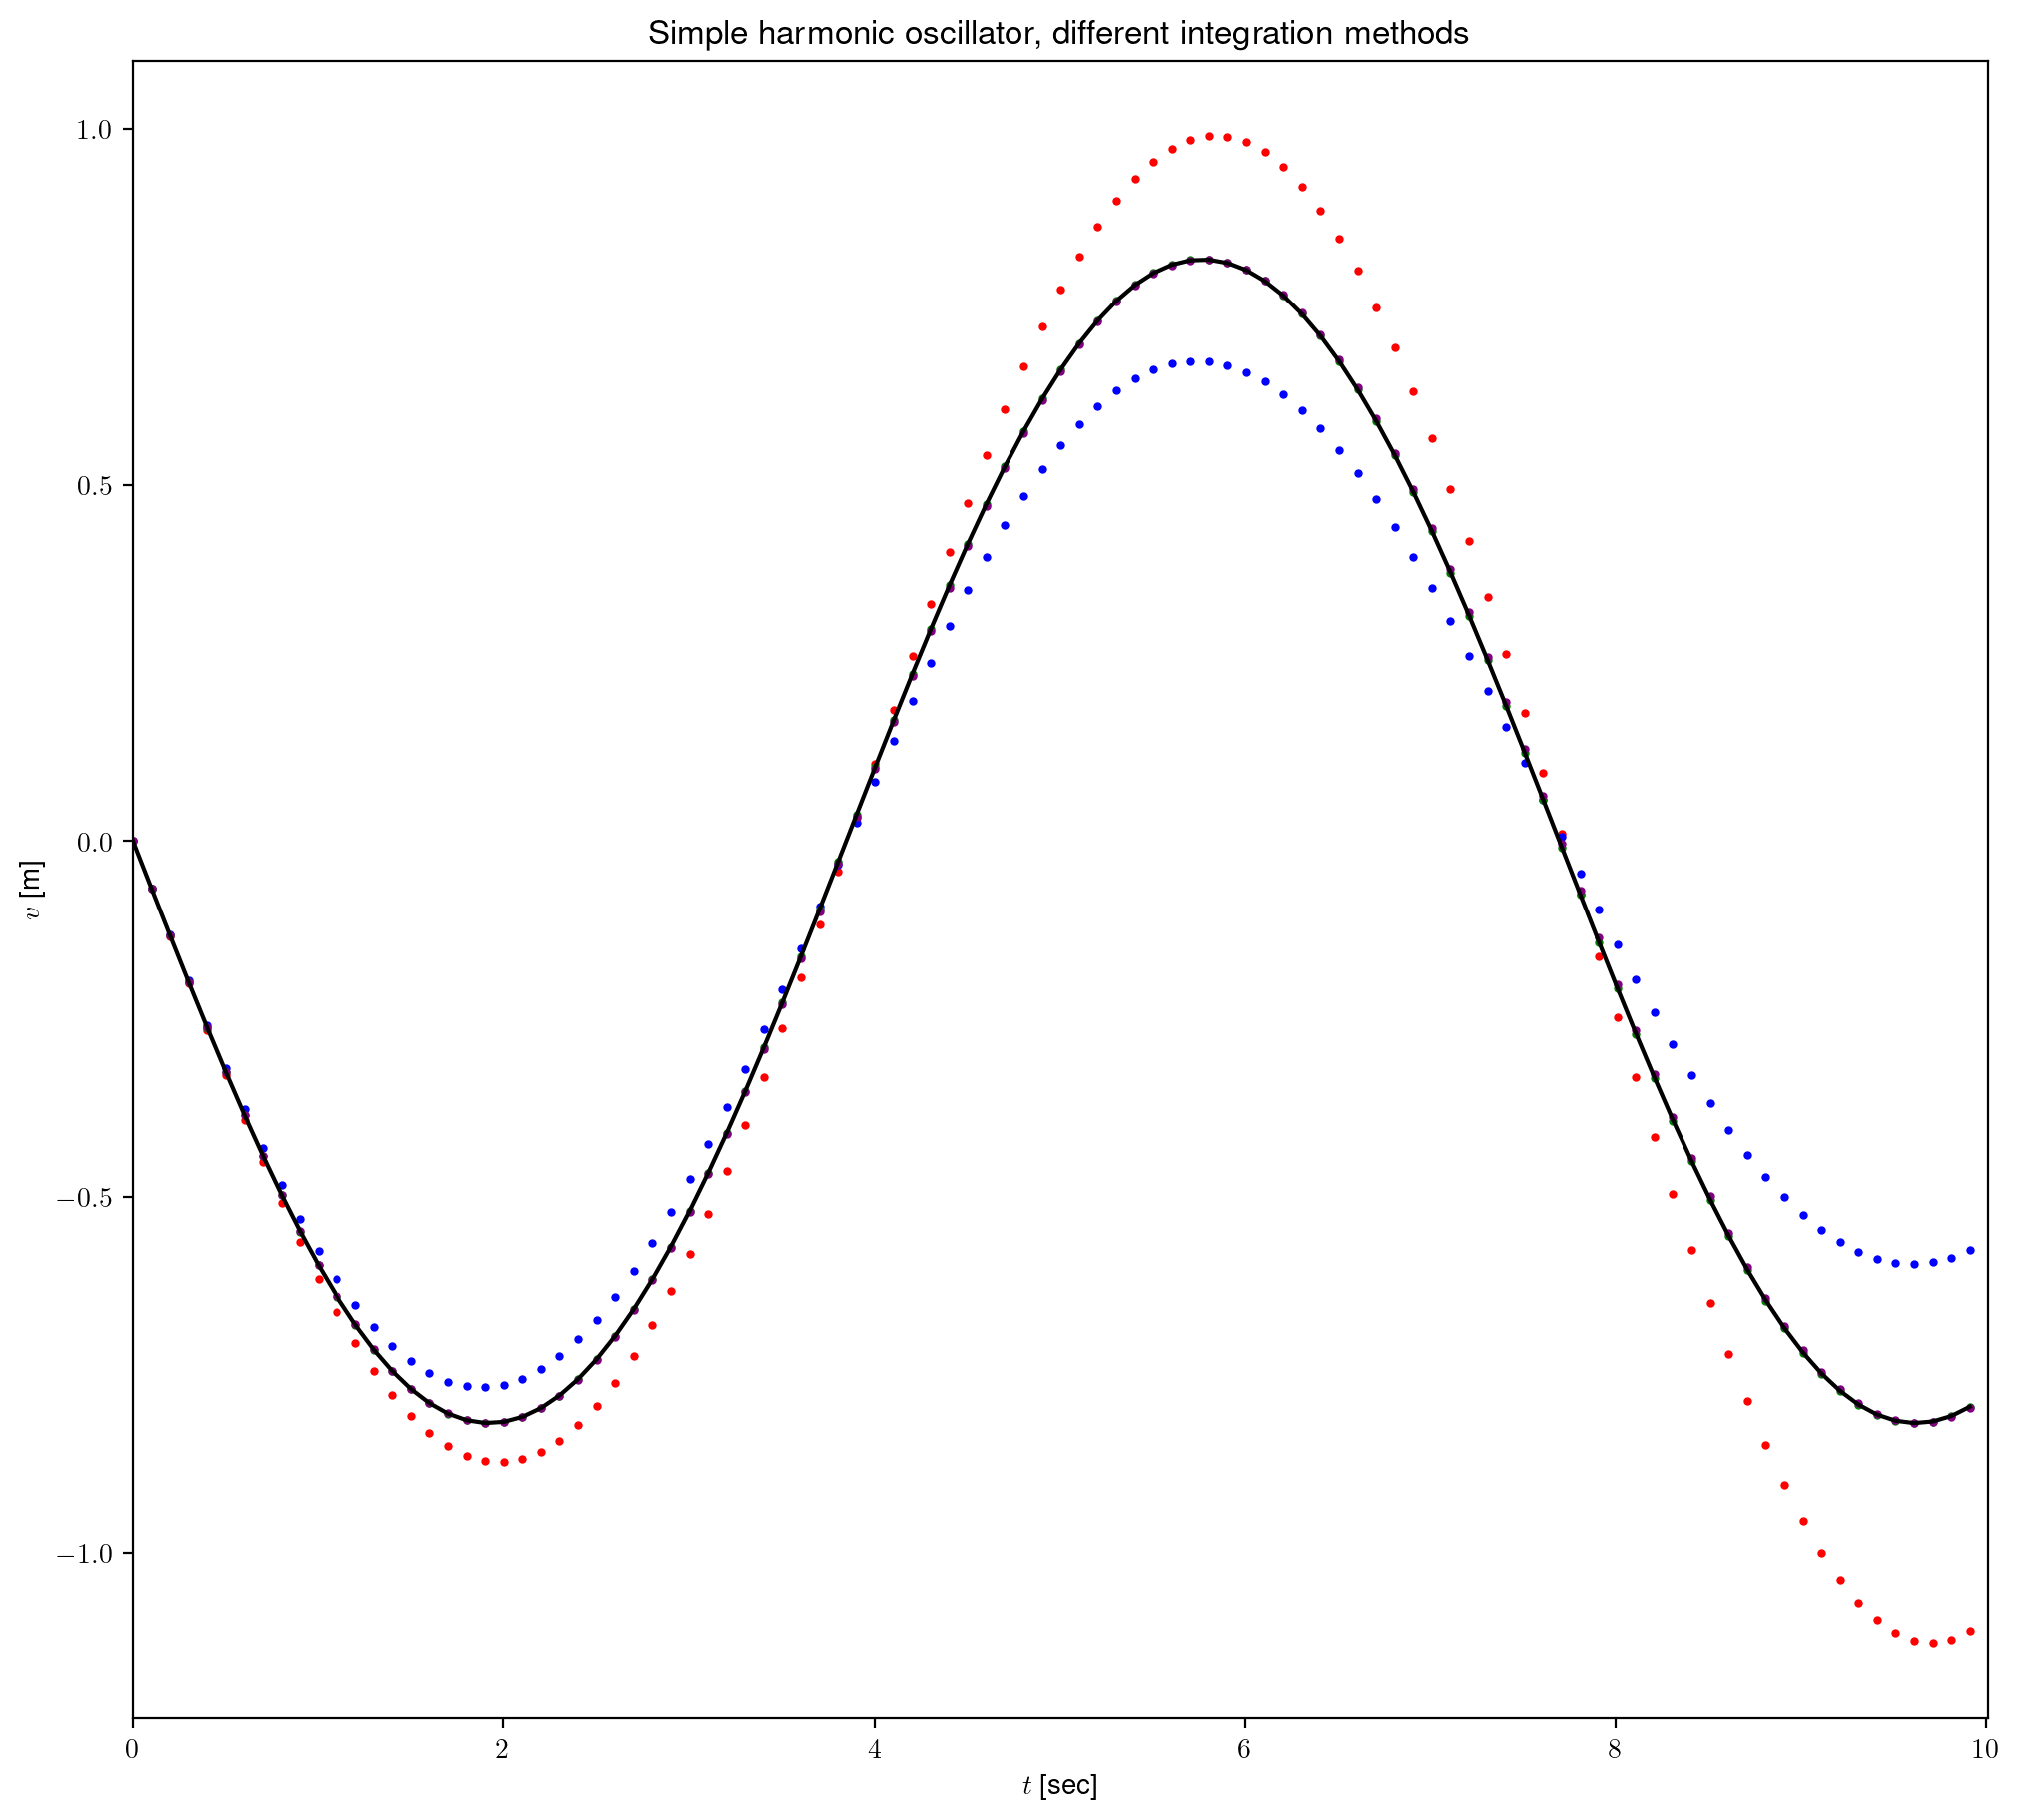 Simple harmonic oscillator, different integration methods
1.0
0.5
0.0
−0.5
−1.0
v [m]
0 2 4 6 8 10
t [sec]